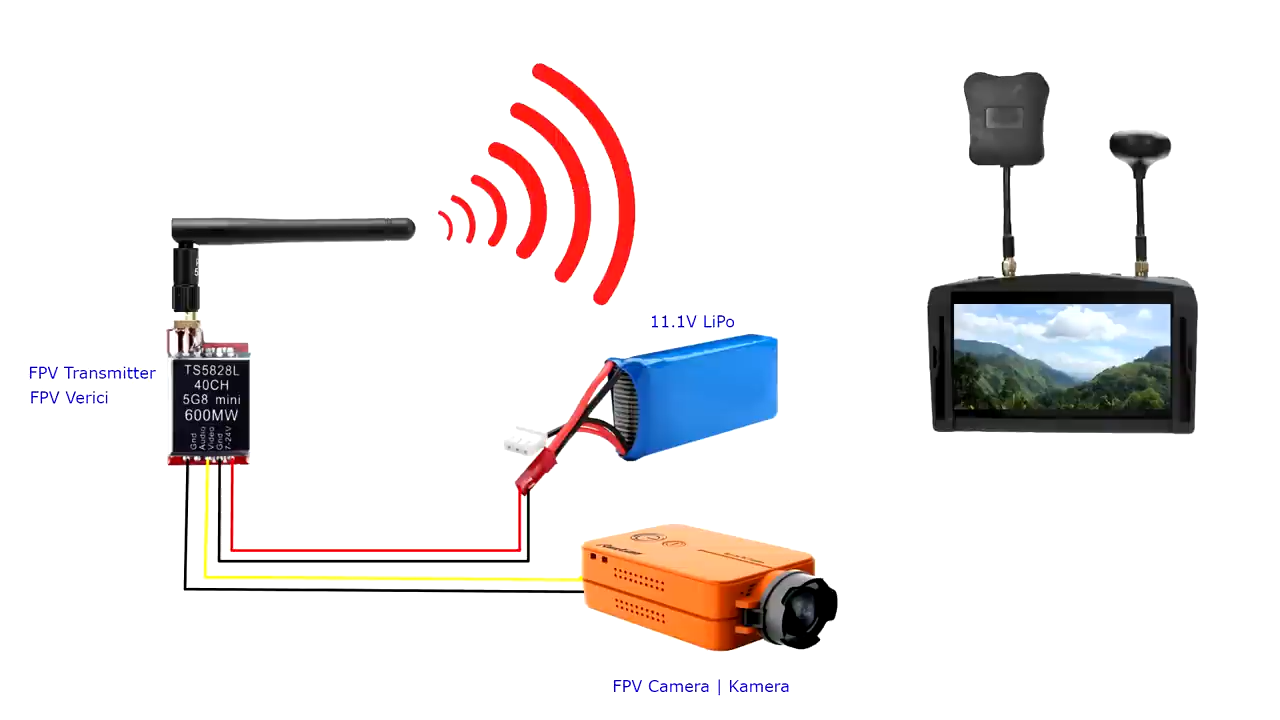 11.1V LiPo
FPV Transmitter
FPV Verici
TS5828L
40CH
5G8 mini
600MW
Gnd
Audio
Video
Gnd
7-24V
FPV Camera | Kamera